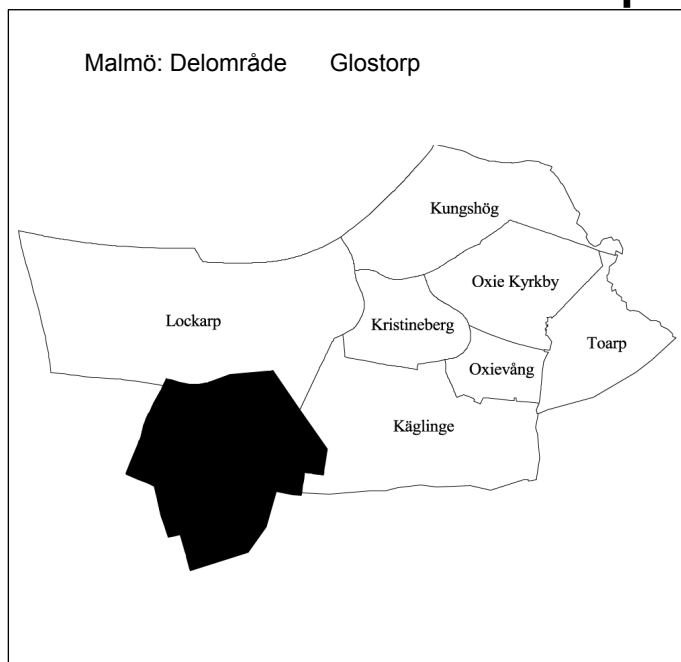 Malmö: Delområde Glostorp
Kungshög
Oxie Kyrkby
Lockarp
Kristineberg
Toarp
Oxievång
Käglinge